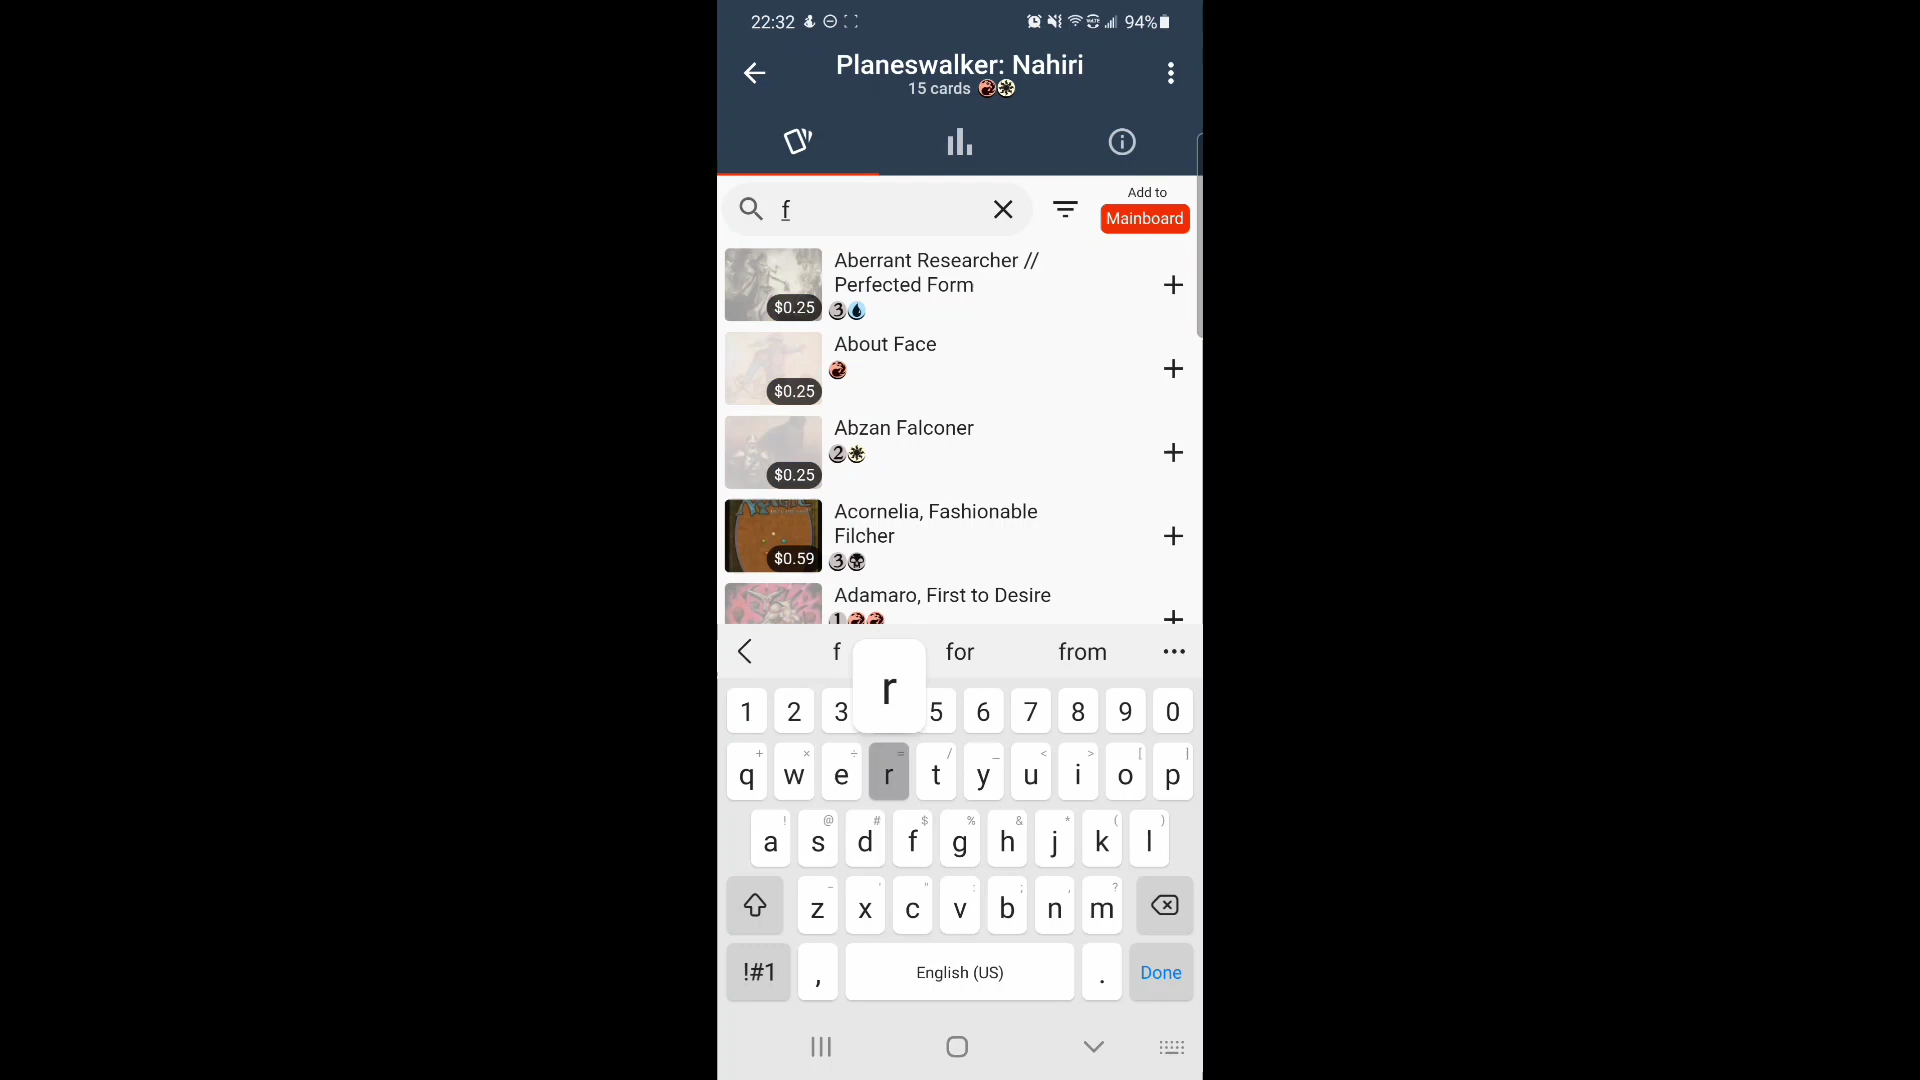 22:32 94%
Planeswalker: Nahiri
15 cards
f
Add to
Mainboard
Aberrant Researcher //
Perfected Form
$0.25
3
About Face
$0.25
Abzan Falconer
$0.25
2
Acornelia, Fashionable
Filcher
$0.59
3
Adamaro, First to Desire
1
f for from
r
1 2 3 5 6 7 8 9 0
+ × ÷ = / _ < > [ ]
q w e r t y u i o p
! @ # $ % & * ( )
a s d f g h j k l
- ' " : ; , ?
z x c v b n m
!#1 , English (US) . Done